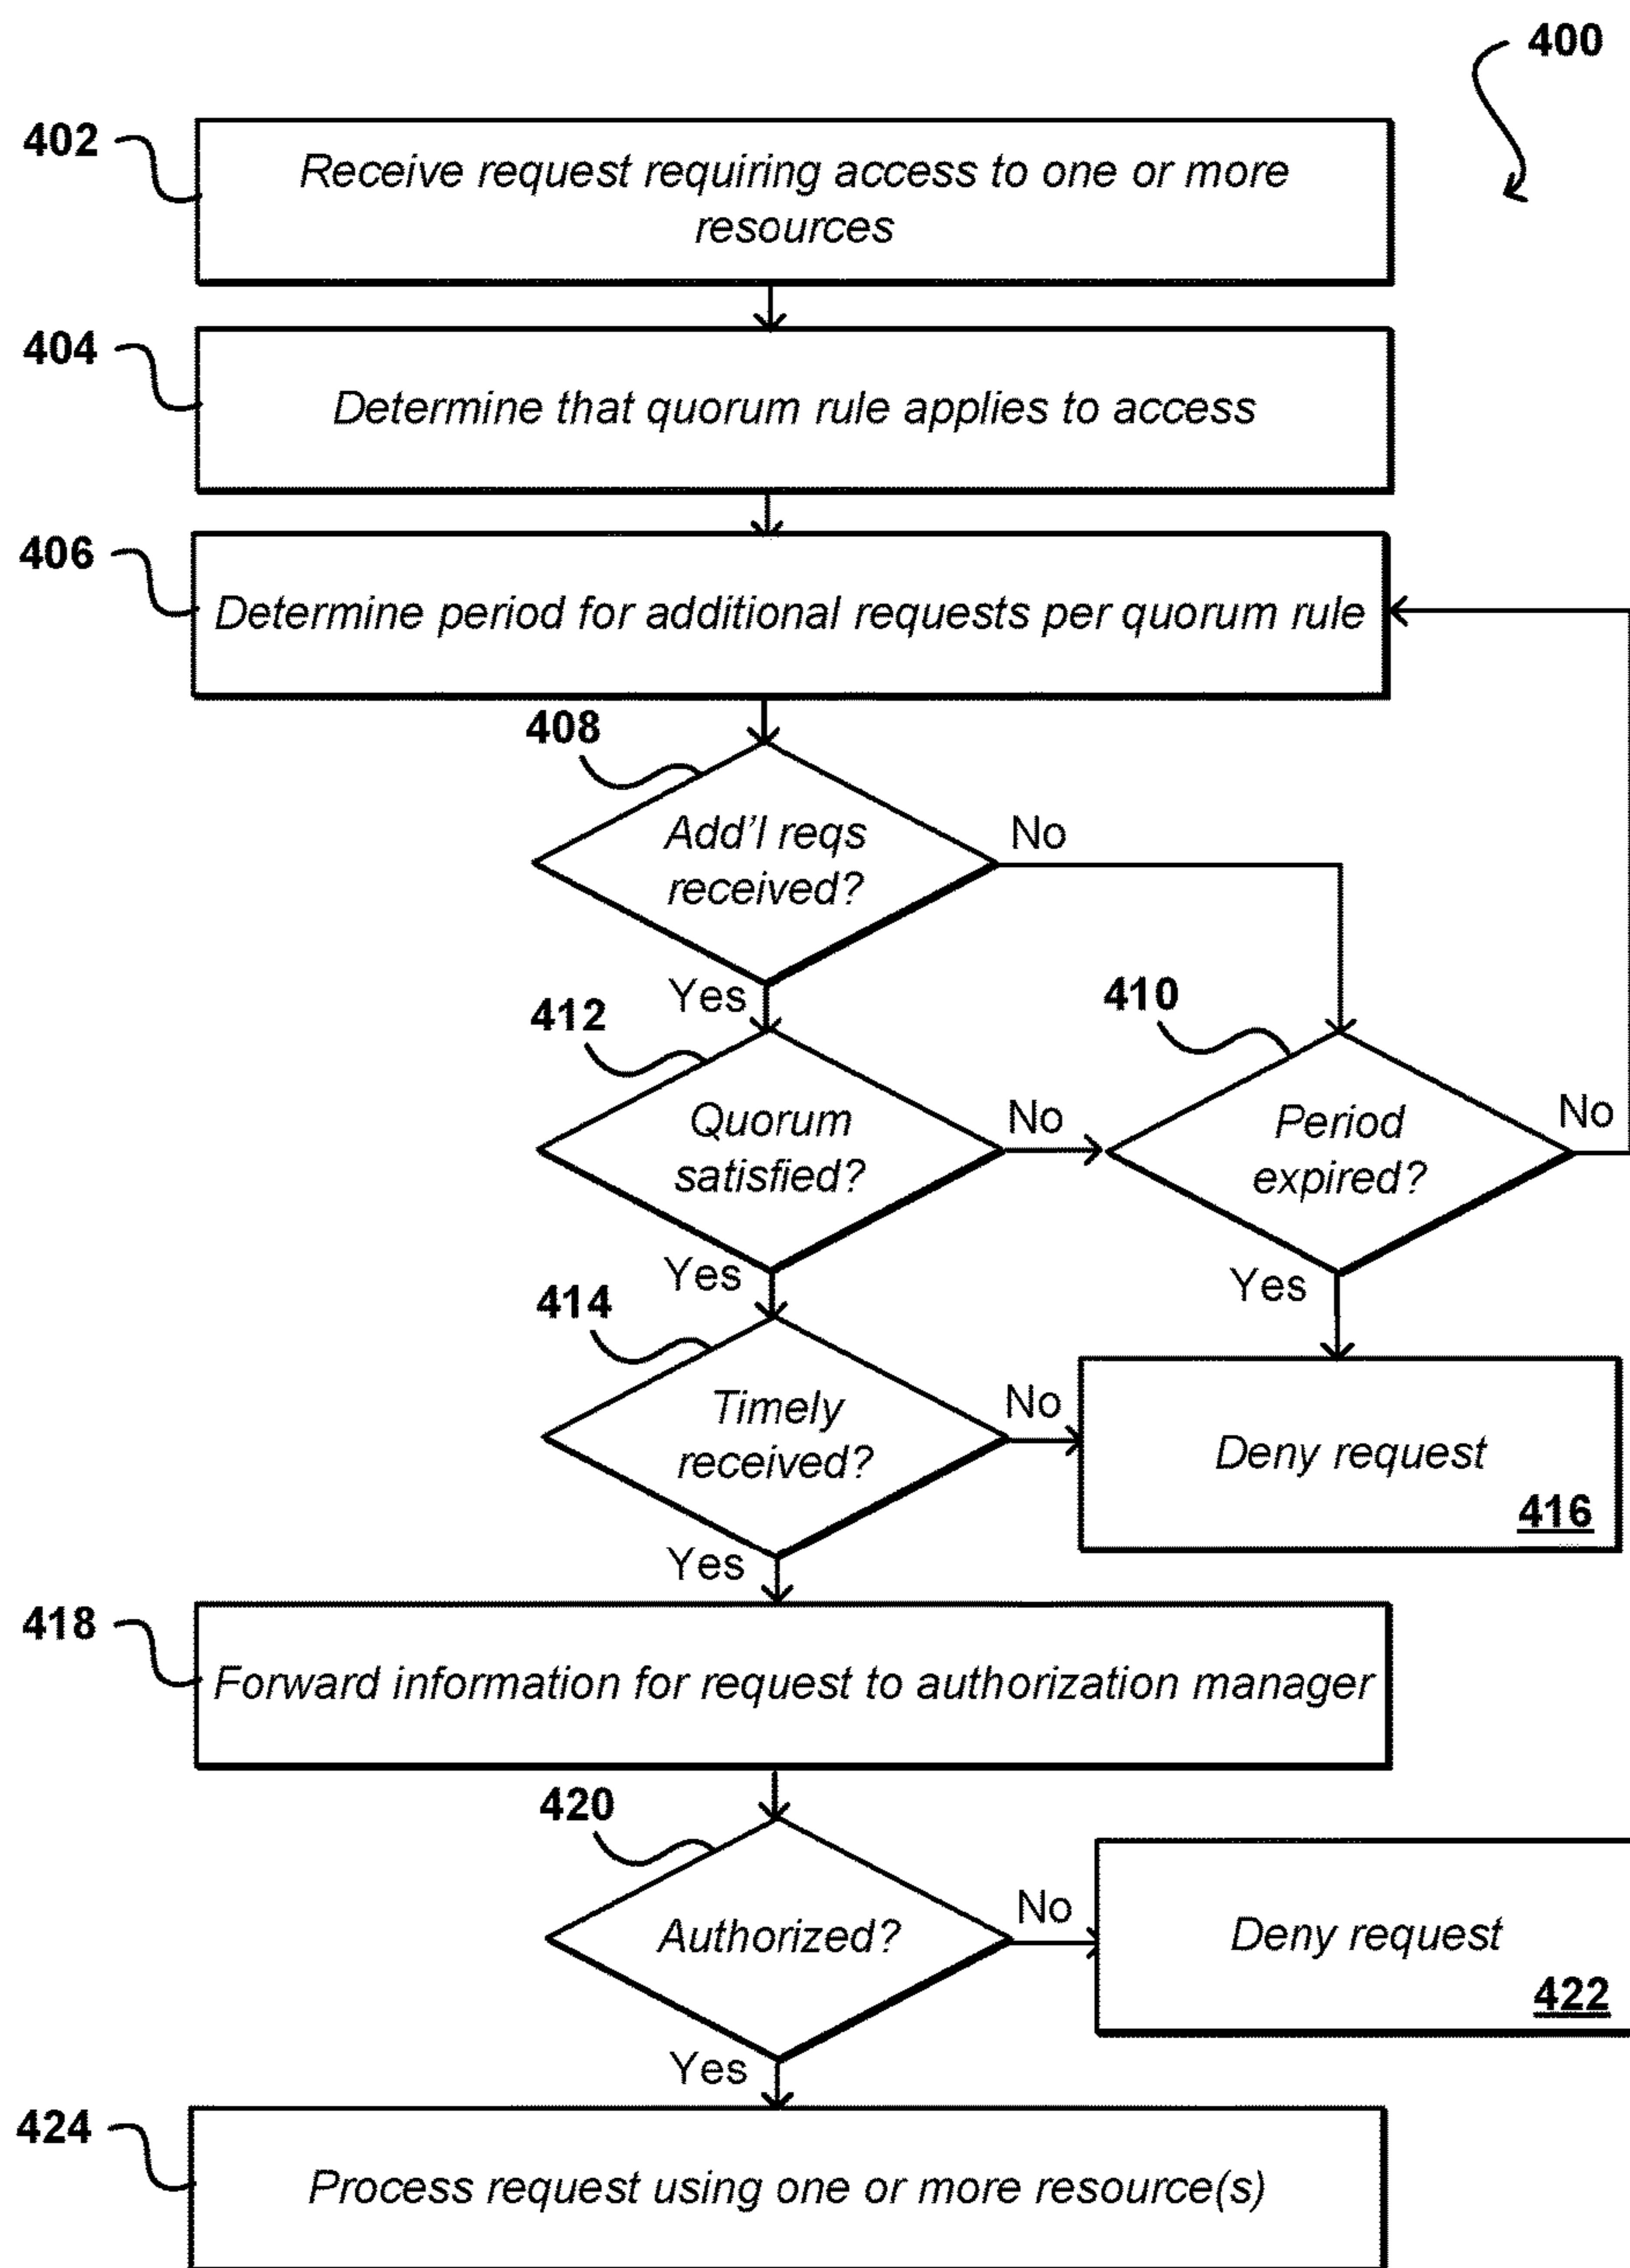 400
402
Receive request requiring access to one or more
resources
404
Determine that quorum rule applies to access
406
Determine period for additional requests per quorum rule
408
Add'l reqs
received?
No
Yes
412
410
Quorum
satisfied?
No
Period
expired?
No
Yes
Yes
414
Timely
received?
No
Deny request
416
Yes
418
Forward information for request to authorization manager
420
Authorized?
No
Deny request
422
Yes
424
Process request using one or more resource(s)